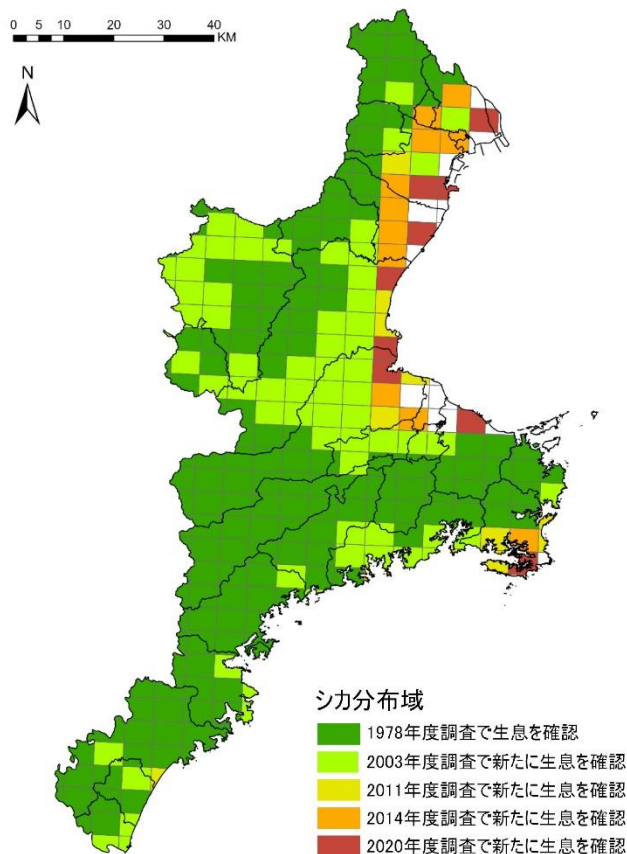 0 5 10 20 30 40
KM
N
シカ分布域
1978年度調査で生息を確認
2003年度調査で新たに生息を確認
2011年度調査で新たに生息を確認
2014年度調査で新たに生息を確認
2020年度調査で新たに生息を確認